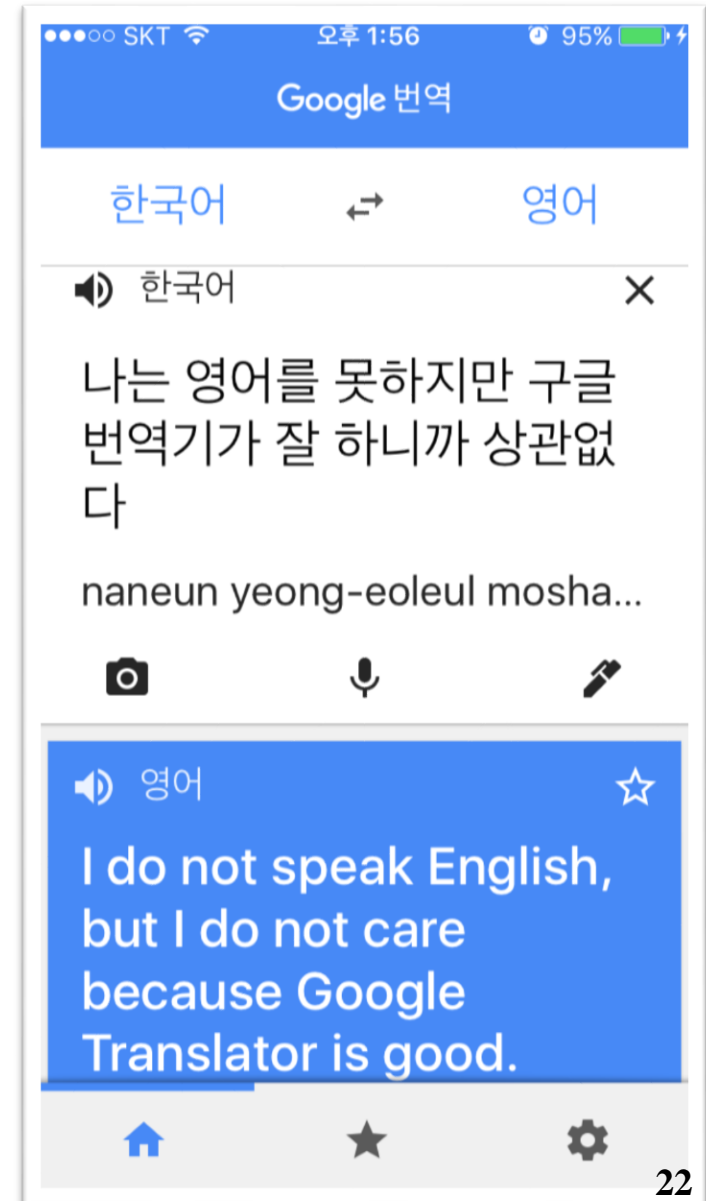 SKT 오후 1:56 95%
Google 번역
한국어 영어
한국어
나는 영어를 못하지만 구글
번역기가 잘 하니까 상관없
다
naneun yeong-eoleul mosha...
영어
I do not speak English,
but I do not care
because Google
Translator is good.
22